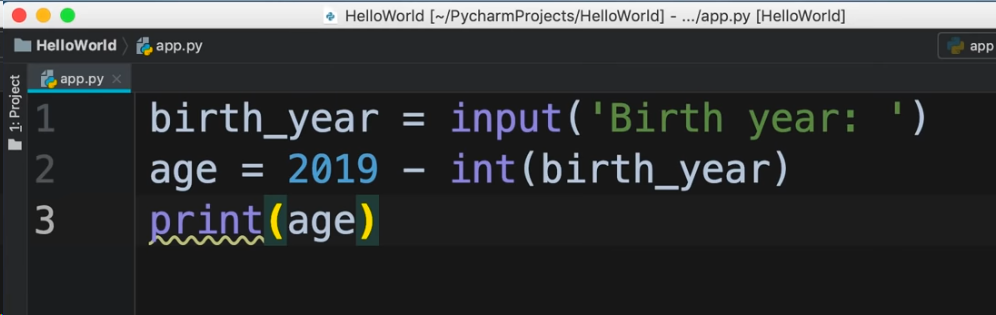 HelloWorld [~/PycharmProjects/HelloWorld] - .../app.py [HelloWorld]
HelloWorld app.py app
app.py
1: Project
1 birth_year = input('Birth year: ')
2 age = 2019 - int(birth_year)
3 print(age)